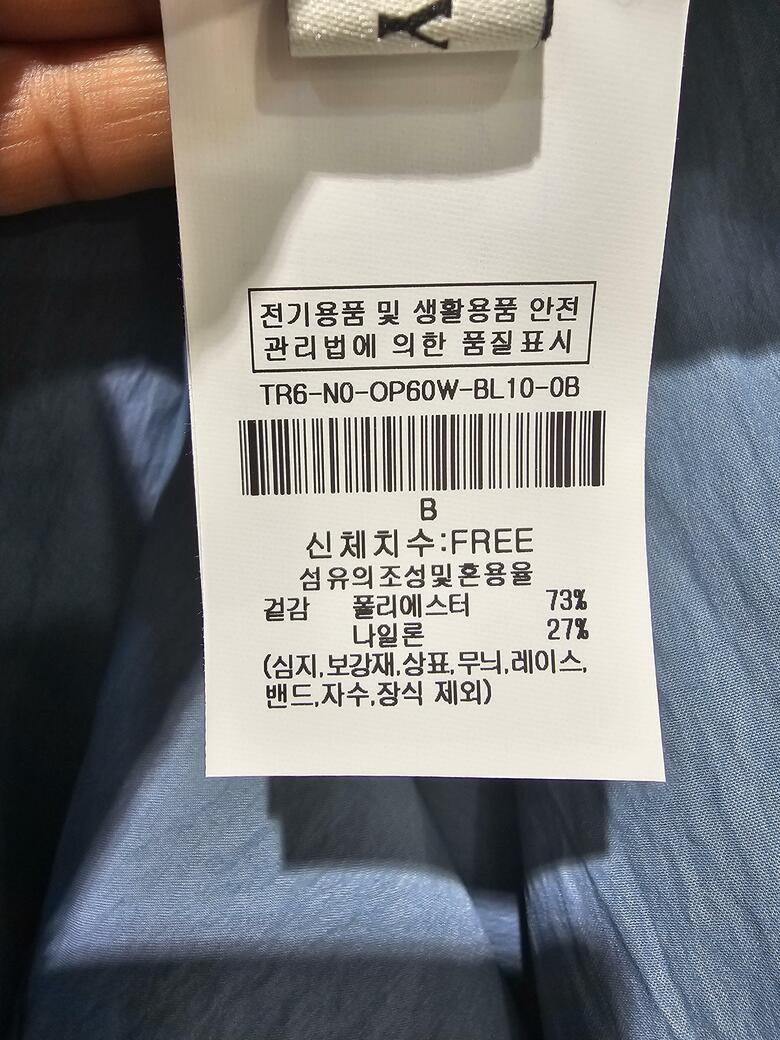 Y
전기용품 및 생활용품 안전
관리법에 의한 품질표시
TR6-N0-OP60W-BL10-0B
B
신체치수:FREE
섬유의조성및혼용율
겉감 폴리에스터 73%
나일론 27%
(심지,보강재,상표,무늬,레이스,
밴드,자수,장식 제외)